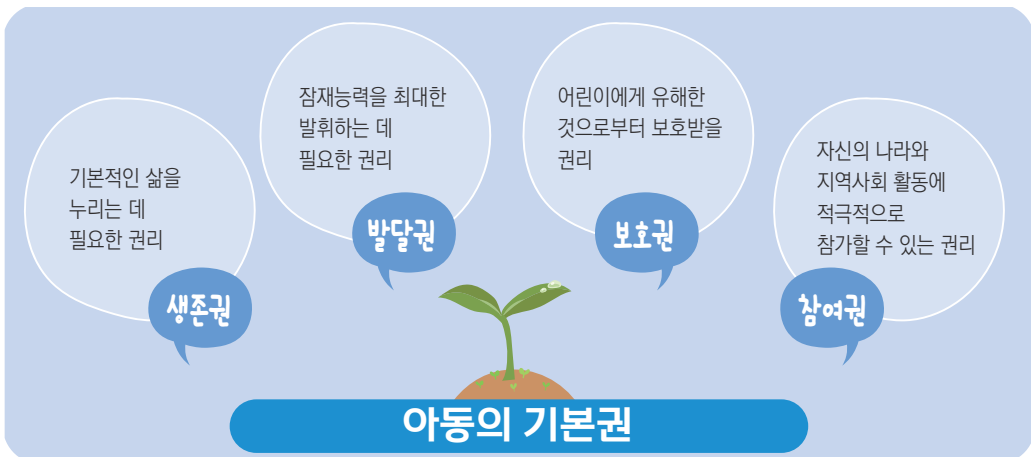 기본적인 삶을
누리는 데
필요한 권리
생존권
잠재능력을 최대한
발휘하는 데
필요한 권리
발달권
어린이에게 유해한
것으로부터 보호받을
권리
보호권
자신의 나라와
지역사회 활동에
적극적으로
참가할 수 있는 권리
참여권
아동의 기본권